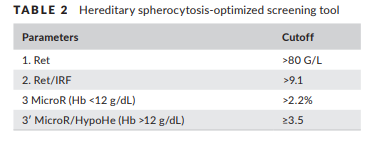 TABLE 2 Hereditary spherocytosis-optimized screening tool
Parameters Cutoff
1. Ret >80 G/L
2. Ret/IRF >9.1
3 MicroR (Hb <12 g/dL) >2.2%
3′ MicroR/HypoHe (Hb >12 g/dL) ≥3.5